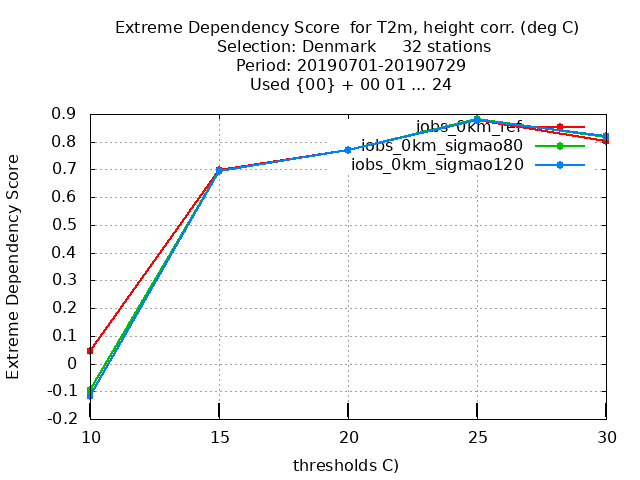 Extreme Dependency Score  for T2m, height corr. (deg C)
Selection: Denmark     32 stations
Period: 20190701-20190729
Used {00} + 00 01 ... 24
Extreme Dependency Score
0.9
0.8
0.7
0.6
0.5
0.4
0.3
0.2
0.1
0
-0.1
-0.2
iobs_0km_ref
iobs_0km_sigmao80
iobs_0km_sigmao120
10
15
20
25
30
thresholds C)